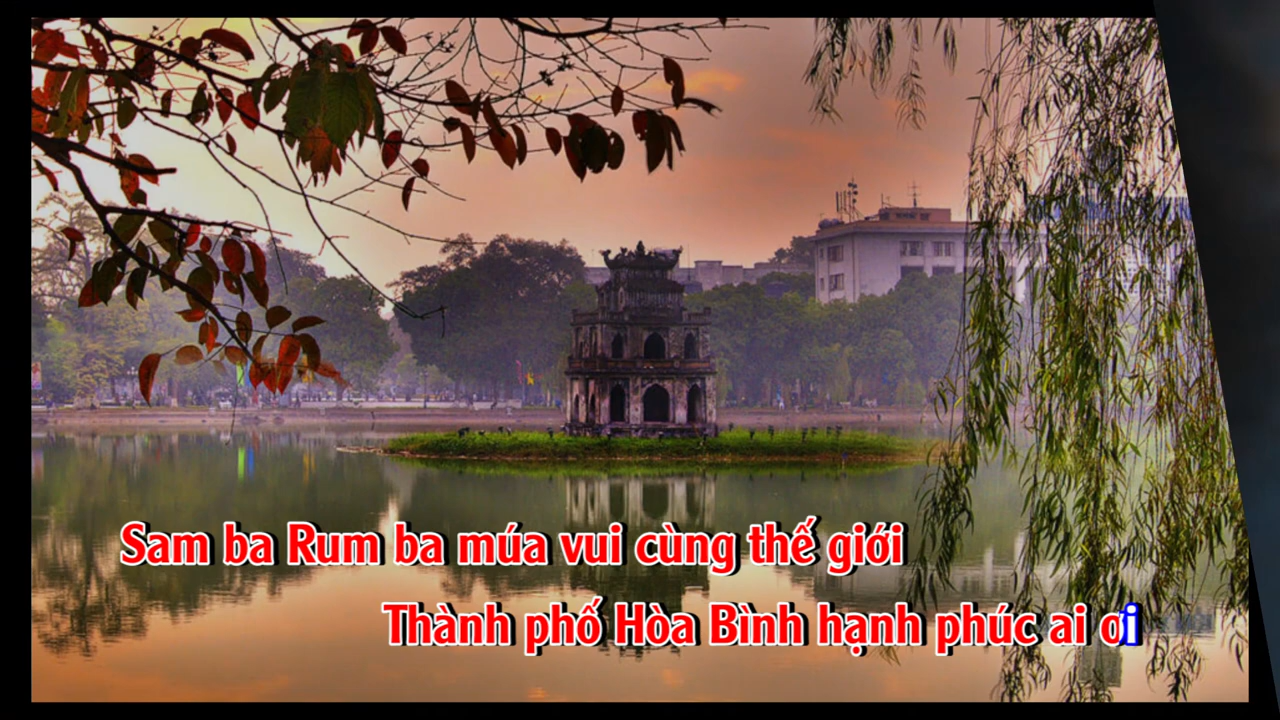 Sam ba Rum ba múa vui cùng thế giới
Thành phố Hòa Bình hạnh phúc ai ơi